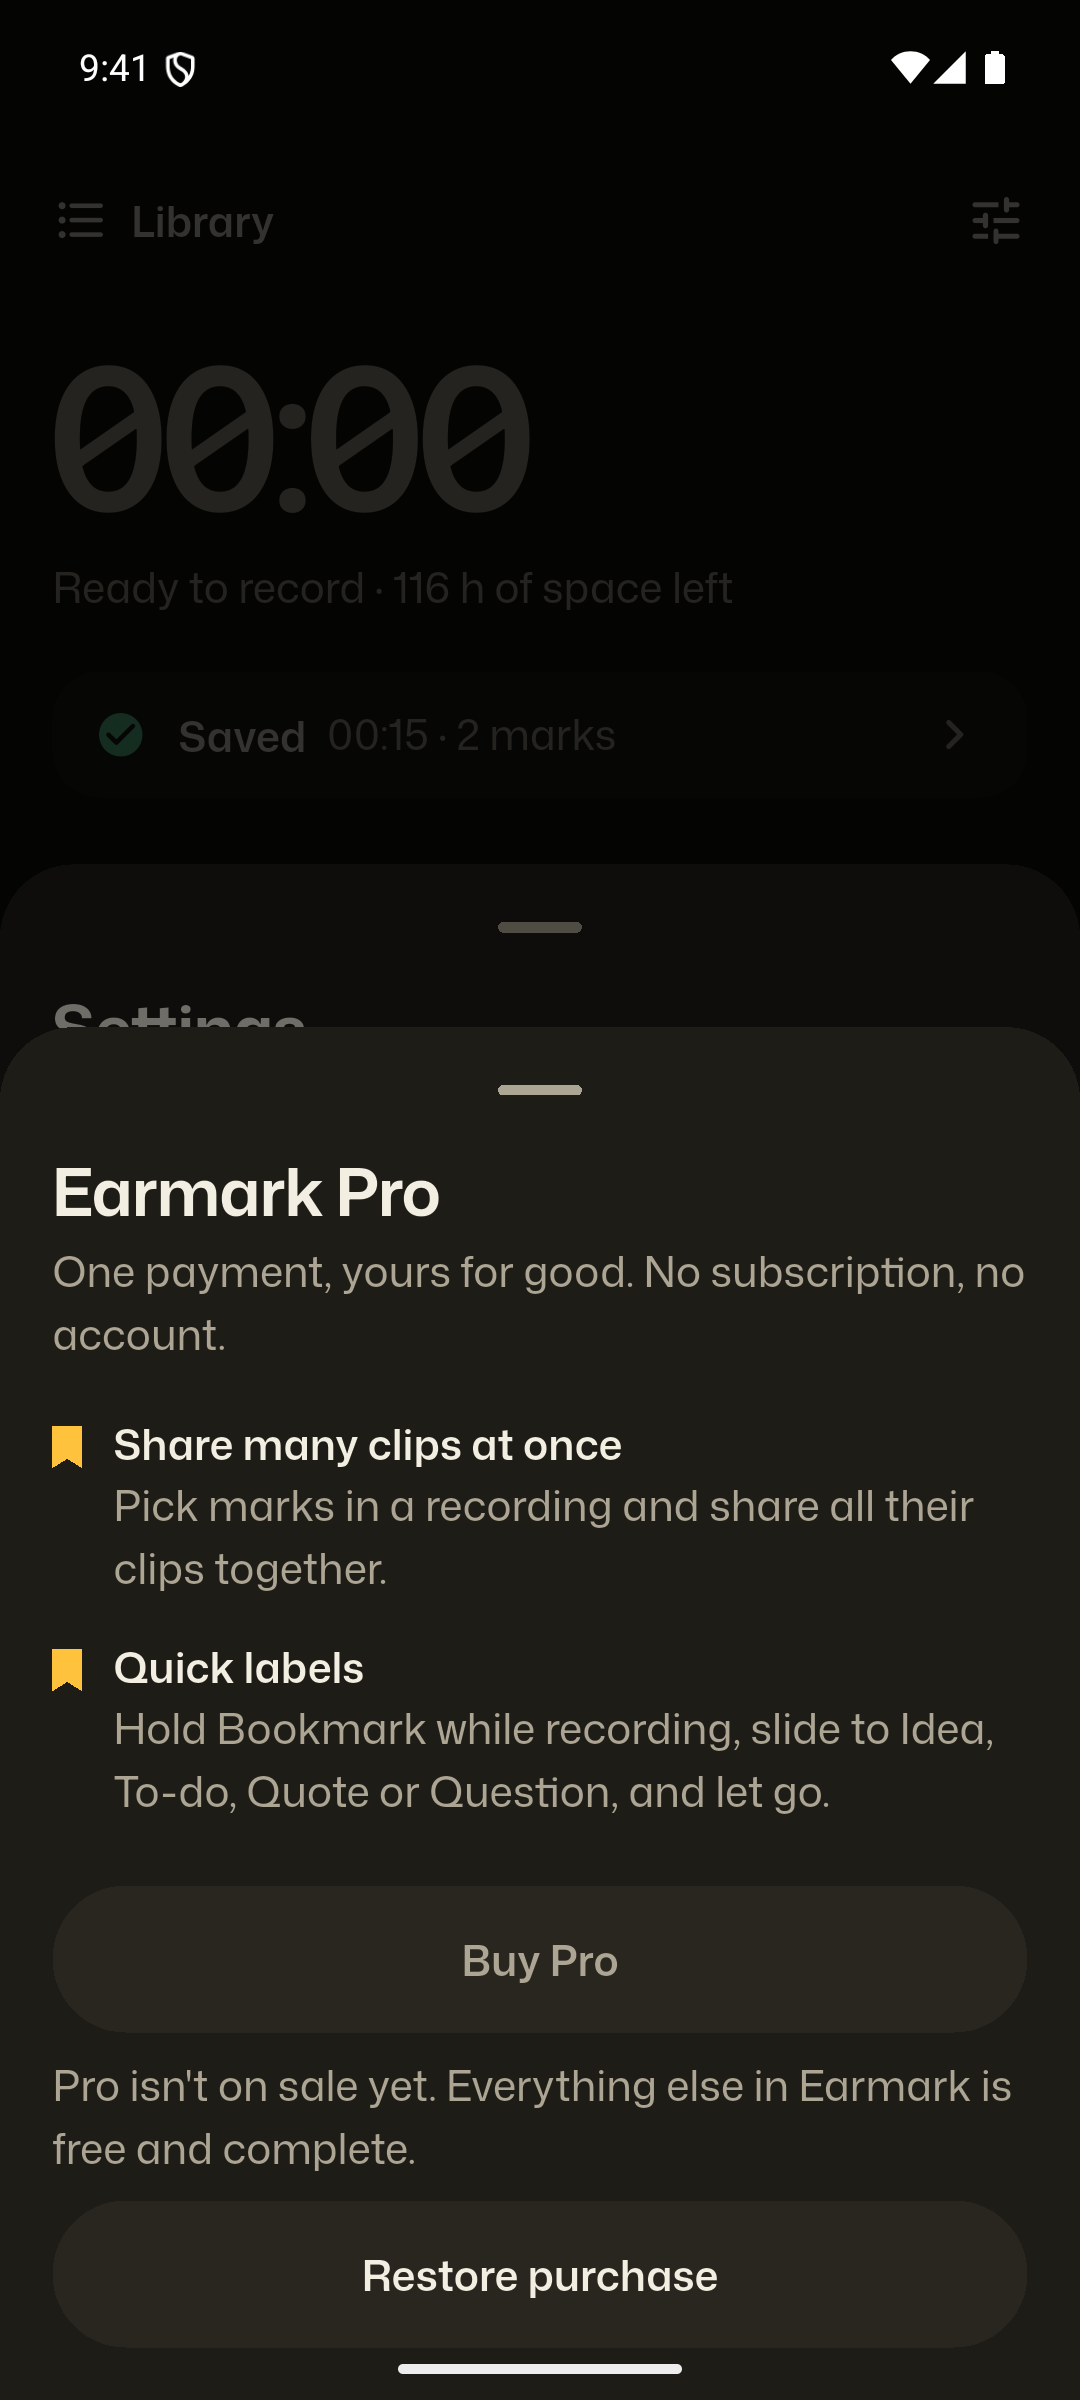 9:41
Library
00:00
Ready to record · 116 h of space left
Saved 00:15 · 2 marks
Settings
Earmark Pro
One payment, yours for good. No subscription, no
account.
Share many clips at once
Pick marks in a recording and share all their
clips together.
Quick labels
Hold Bookmark while recording, slide to Idea,
To-do, Quote or Question, and let go.
Buy Pro
Pro isn't on sale yet. Everything else in Earmark is
free and complete.
Restore purchase